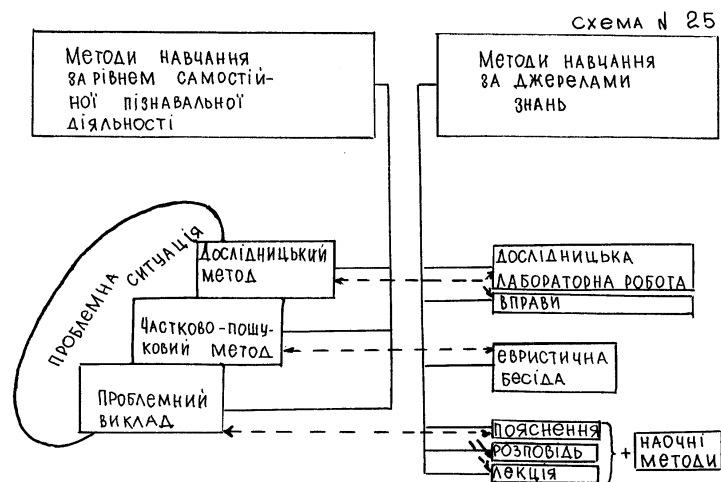 СХЕМА № 25
МЕТОДИ НАВЧАННЯ
ЗА РІВНЕМ САМОСТІЙ-
НОЇ ПІЗНАВАЛЬНОЇ
ДІЯЛЬНОСТІ
МЕТОДИ НАВЧАННЯ
ЗА ДЖЕРЕЛАМИ
ЗНАНЬ
ПРОБЛЕМНА СИТУАЦІЯ
ДОСЛІДНИЦЬКИЙ
МЕТОД
ЧАСТКОВО-ПОШУ-
КОВИЙ МЕТОД
ПРОБЛЕМНИЙ
ВИКЛАД
ДОСЛІДНИЦЬКА
ЛАБОРАТОРНА РОБОТА
ВПРАВИ
ЕВРИСТИЧНА
БЕСІДА
ПОЯСНЕННЯ
РОЗПОВІДЬ
ЛЕКЦІЯ
+ НАОЧНІ
МЕТОДИ